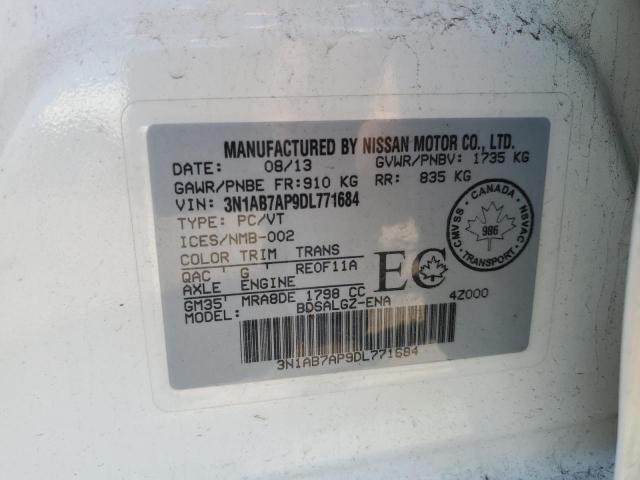 MANUFACTURED BY NISSAN MOTOR CO., LTD.
DATE: 08/13 GVWR/PNBV: 1735 KG
GAWR/PNBE FR: 910 KG RR: 835 KG
VIN: 3N1AB7AP9DL771684
TYPE: PC/VT
ICES/NMB-002
COLOR TRIM TRANS
QAC G RE0F11A
AXLE ENGINE
GM35 MRA8DE 1798 CC
MODEL: BDSALGZ-ENA
EC
4Z000
CANADA
CMVSS
NSVAC
986
TRANSPORT
3N1AB7AP9DL771684